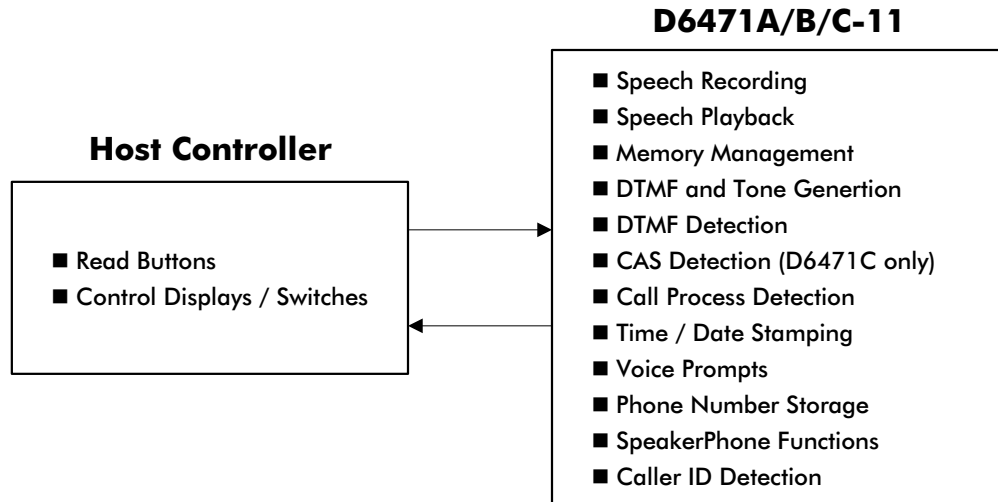 D6471A/B/C-11
■ Speech Recording
■ Speech Playback
■ Memory Management
■ DTMF and Tone Genertion
■ DTMF Detection
■ CAS Detection (D6471C only)
■ Call Process Detection
■ Time / Date Stamping
■ Voice Prompts
■ Phone Number Storage
■ SpeakerPhone Functions
■ Caller ID Detection
Host Controller
■ Read Buttons
■ Control Displays / Switches